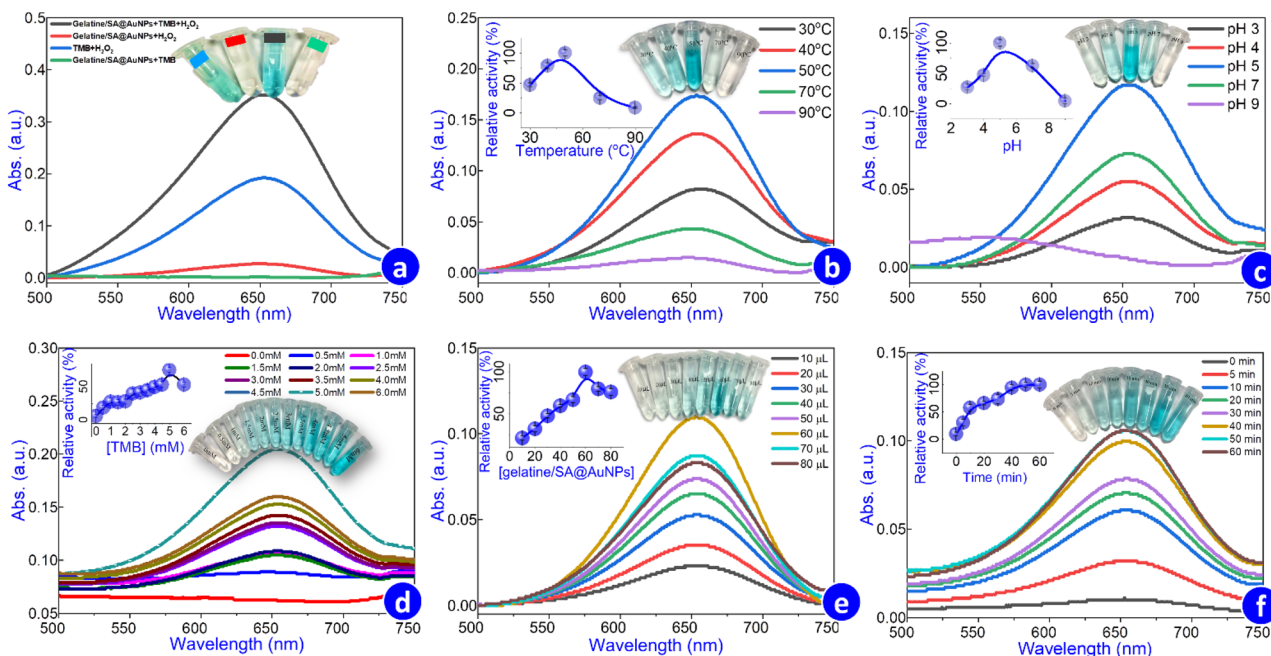 0.5
0.4
0.3
0.2
0.1
0.0
Abs. (a.u.)
Gelatine/SA@AuNPs+TMB+H₂O₂
Gelatine/SA@AuNPs+H₂O₂
TMB+H₂O₂
Gelatine/SA@AuNPs+TMB
500 550 600 650 700 750
Wavelength (nm)
a
0.25
0.20
0.15
0.10
0.05
0.00
Abs. (a.u.)
Relative activity (%)
100
50
0
30 50 70 90
Temperature (°C)
30°C
40°C
50°C
70°C
90°C
500 550 600 650 700 750
Wavelength (nm)
b
0.15
0.10
0.05
0.00
Abs. (a.u.)
Relative activity (%)
100
50
0
2 4 6 8
pH
pH 3
pH 4
pH 5
pH 7
pH 9
500 550 600 650 700 750
Wavelength (nm)
c
0.30
0.25
0.20
0.15
0.10
0.05
Abs. (a.u.)
Relative activity (%)
100
50
0
0 1 2 3 4 5 6
[TMB] (mM)
0.0mM 0.5mM 1.0mM
1.5mM 2.0mM 2.5mM
3.0mM 3.5mM 4.0mM
4.5mM 5.0mM 6.0mM
500 550 600 650 700 750
Wavelength (nm)
d
0.15
0.10
0.05
0.00
Abs. (a.u.)
Relative activity (%)
100
50
0
0 20 40 60 80
[gelatine/SA@AuNPs]
10 µL
20 µL
30 µL
40 µL
50 µL
60 µL
70 µL
80 µL
500 550 600 650 700 750
Wavelength (nm)
e
0.15
0.10
0.05
0.00
Abs. (a.u.)
Relative activity (%)
100
50
0
0 20 40 60
Time (min)
0 min
5 min
10 min
20 min
30 min
40 min
50 min
60 min
500 550 600 650 700 750
Wavelength (nm)
f